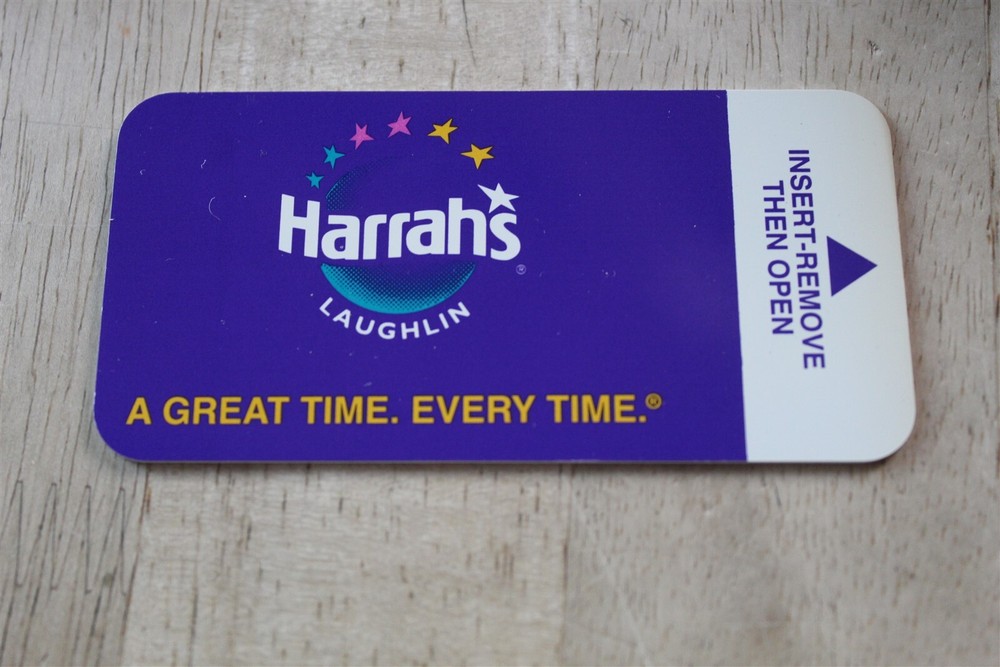 Harrah's®
LAUGHLIN
A GREAT TIME. EVERY TIME.®
INSERT-REMOVE
THEN OPEN